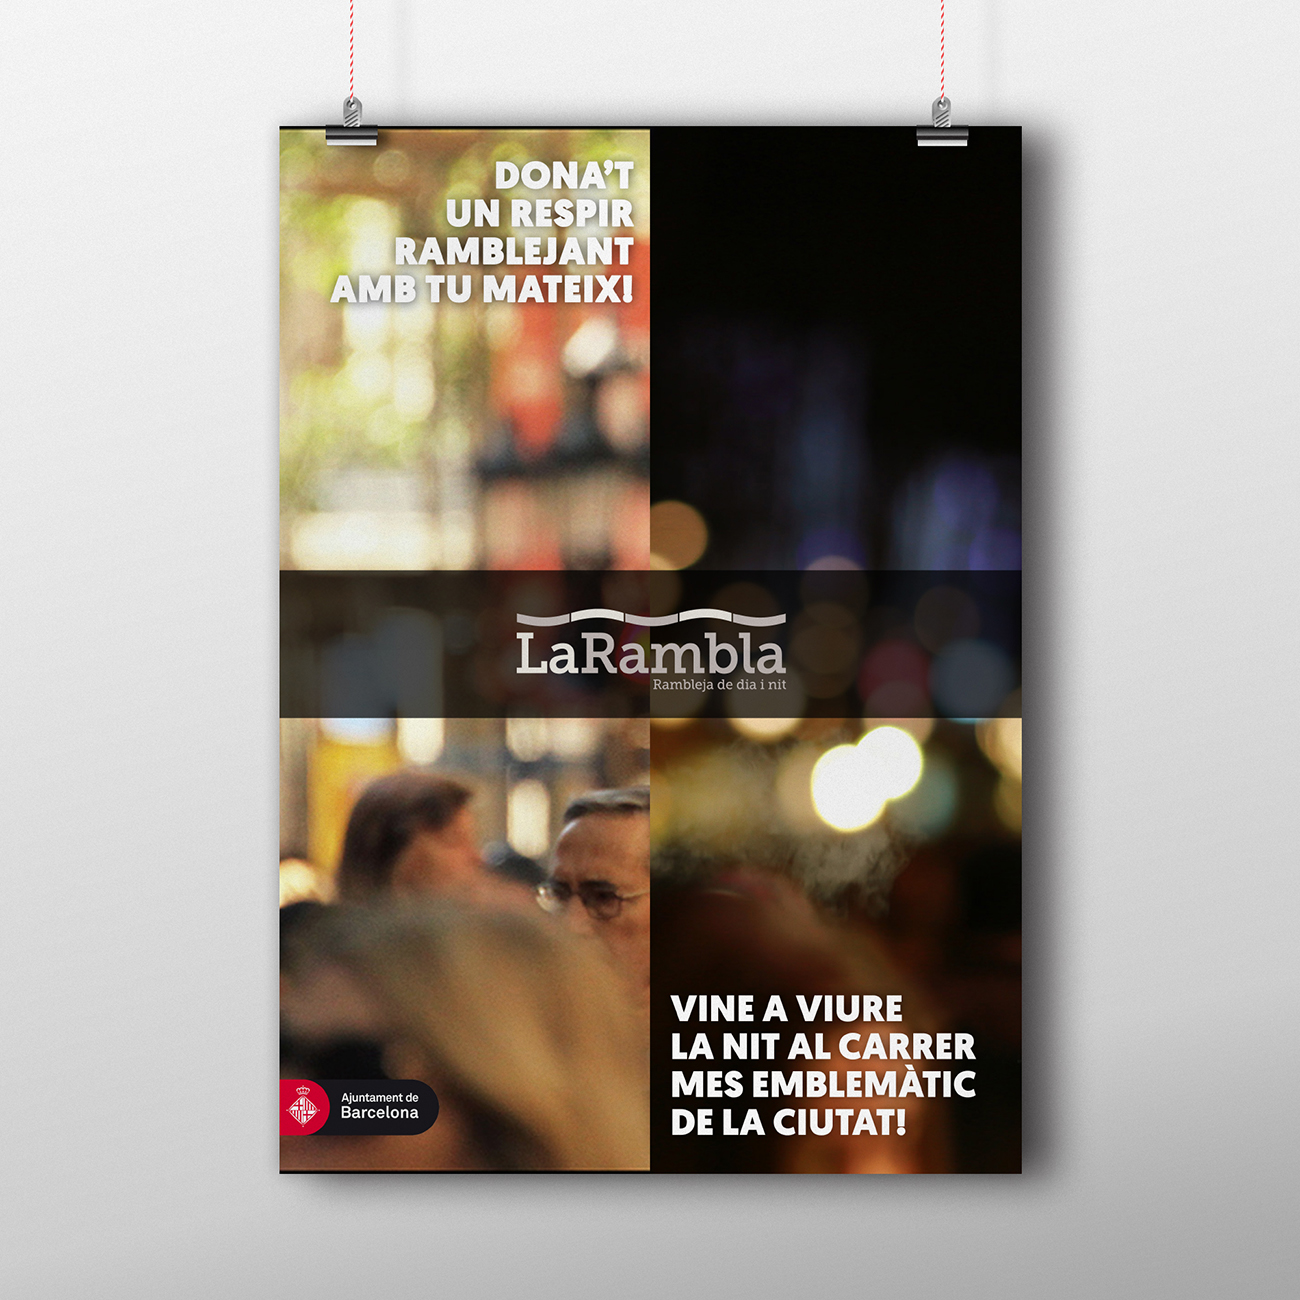 DONA'T
UN RESPIR
RAMBLEJANT
AMB TU MATEIX!
LaRambla
Rambleja de dia i nit
VINE A VIURE
LA NIT AL CARRER
MES EMBLEMÀTIC
DE LA CIUTAT!
Ajuntament de
Barcelona